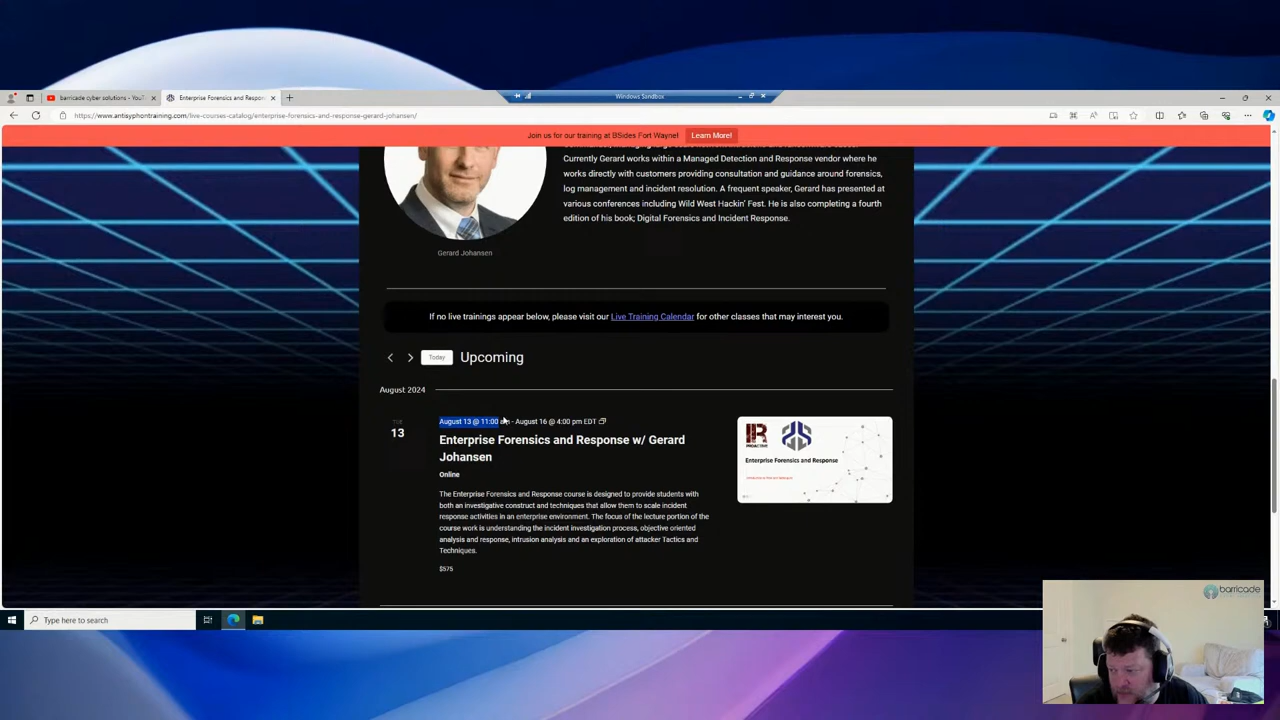 Windows Sandbox
barricade cyber solutions - YouT
Enterprise Forensics and Respon
https://www.antisyphontraining.com/live-courses-catalog/enterprise-forensics-and-response-gerard-johansen/
Join us for our training at BSides Fort Wayne! Learn More!
Currently Gerard works within a Managed Detection and Response vendor where he
works directly with customers providing consultation and guidance around forensics,
log management and incident resolution. A frequent speaker, Gerard has presented at
various conferences including Wild West Hackin' Fest. He is also completing a fourth
edition of his book; Digital Forensics and Incident Response.
Gerard Johansen
If no live trainings appear below, please visit our Live Training Calendar for other classes that may interest you.
Today Upcoming
August 2024
TUE
13
August 13 @ 11:00 am - August 16 @ 4:00 pm EDT
Enterprise Forensics and Response w/ Gerard
Johansen
Online
The Enterprise Forensics and Response course is designed to provide students with
both an investigative construct and techniques that allow them to scale incident
response activities in an enterprise environment. The focus of the lecture portion of the
course work is understanding the incident investigation process, objective oriented
analysis and response, intrusion analysis and an exploration of attacker Tactics and
Techniques.
$575
IR
PROACTIVE
Enterprise Forensics and Response
Type here to search
barricade